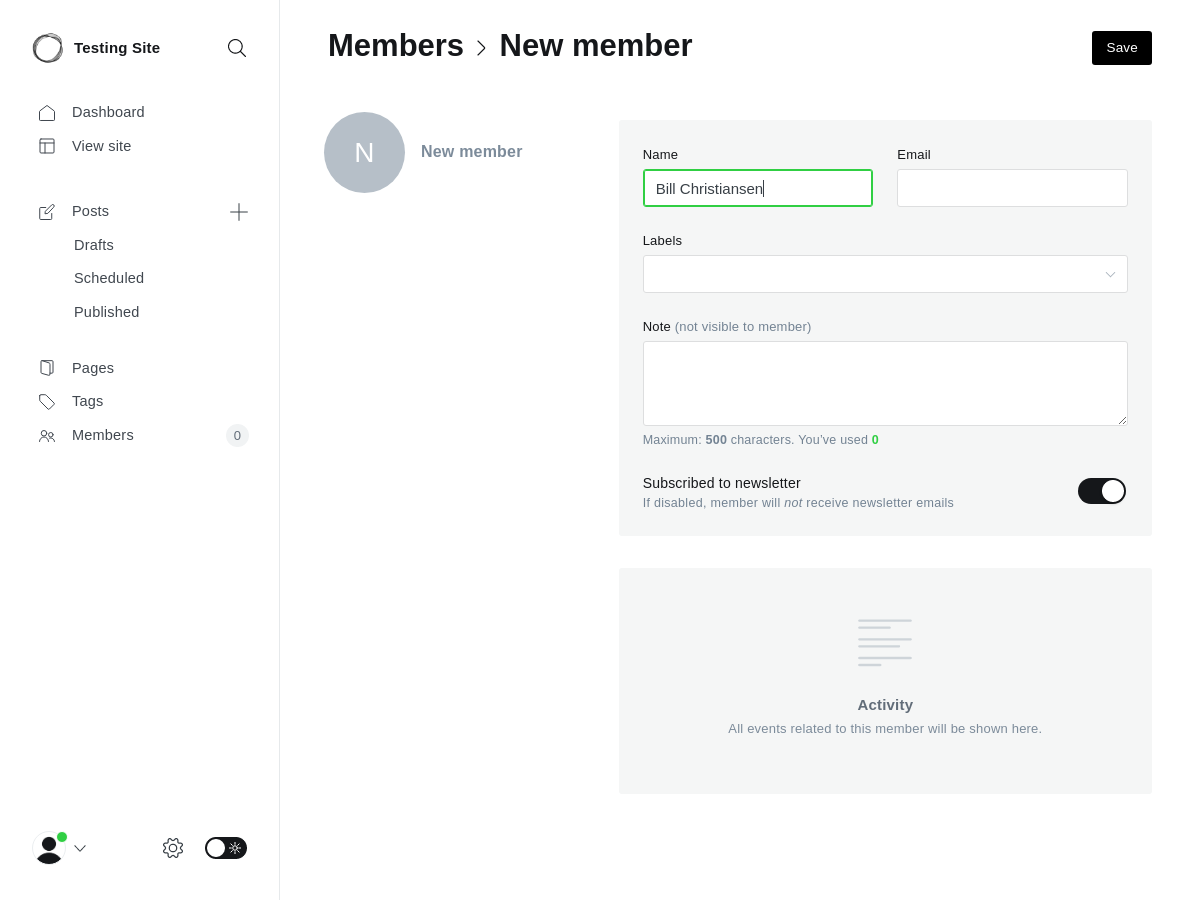 Testing Site
Members > New member
Save
Dashboard
View site
Posts
Drafts
Scheduled
Published
Pages
Tags
Members 0
N
New member
Name
Bill Christiansen
Email
Labels
Note (not visible to member)
Maximum: 500 characters. You've used 0
Subscribed to newsletter
If disabled, member will not receive newsletter emails
Activity
All events related to this member will be shown here.